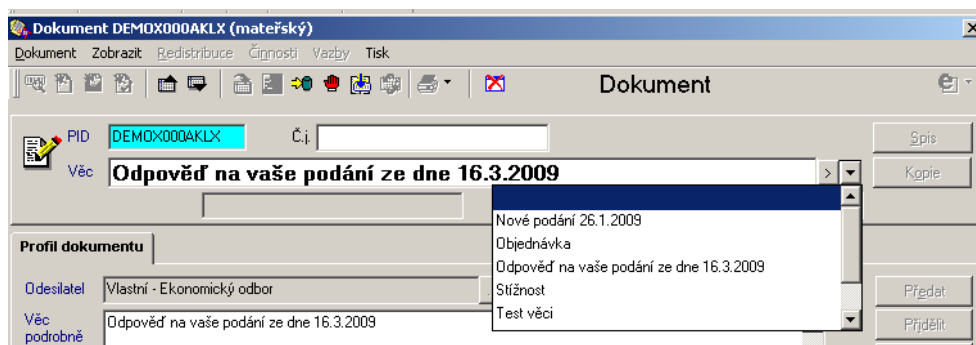 Dokument DEMOX000AKLX (mateřský)
Dokument Zobrazit Redistribuce Činnosti Vazby Tisk
Dokument
PID DEMOX000AKLX Č.j. Spis
Věc Odpověď na vaše podání ze dne 16.3.2009 > Kopie
Nové podání 26.1.2009
Objednávka
Odpověď na vaše podání ze dne 16.3.2009
Stížnost
Test věci
Profil dokumentu
Odesilatel Vlastní - Ekonomický odbor Předat
Věc podrobně Odpověď na vaše podání ze dne 16.3.2009 Přidělit